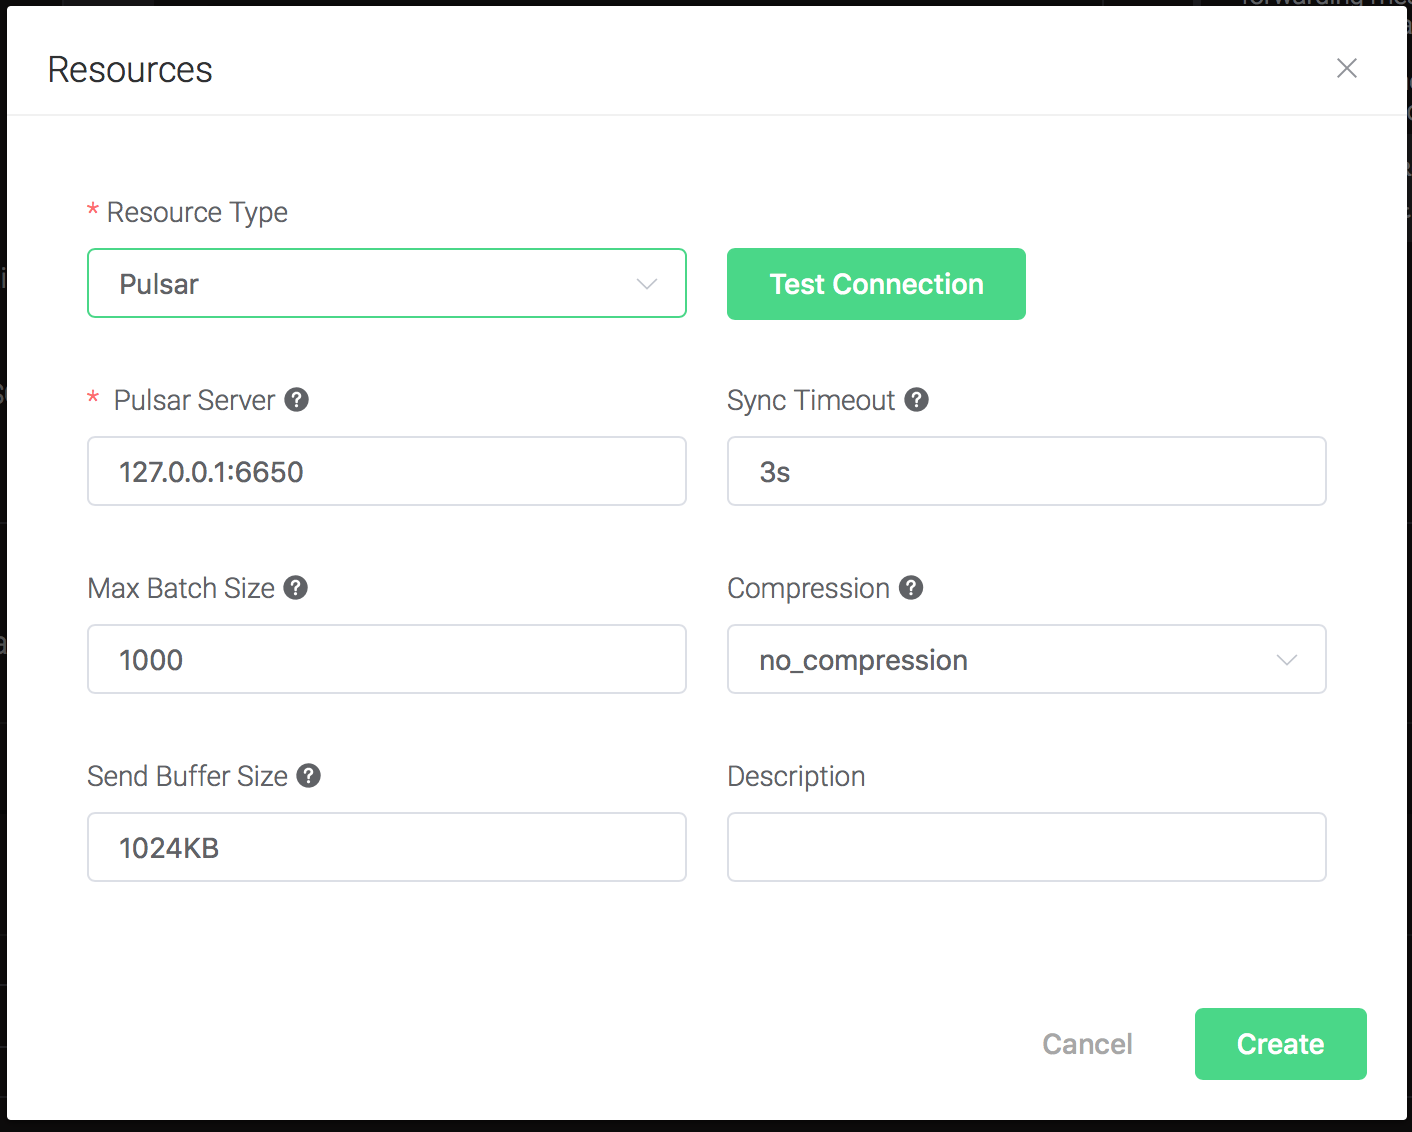 Resources
* Resource Type
Pulsar
Test Connection
* Pulsar Server
Sync Timeout
127.0.0.1:6650
3s
Max Batch Size
Compression
1000
no_compression
Send Buffer Size
Description
1024KB
Cancel
Create